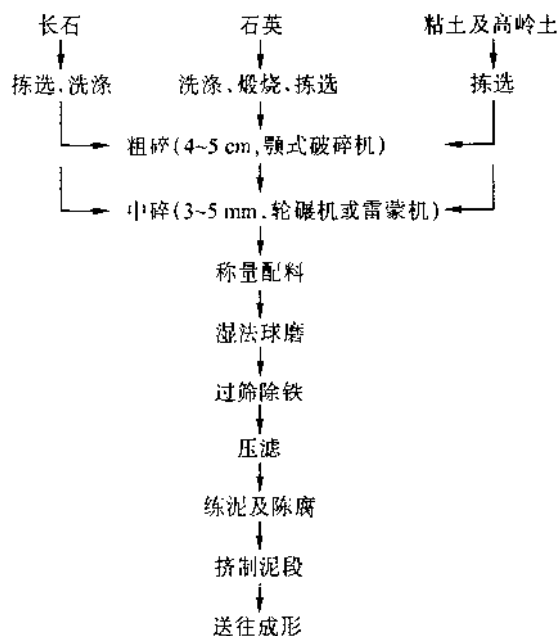 长石 石英 粘土及高岭土
拣选、洗涤 洗涤、煅烧、拣选 拣选
粗碎(4~5 cm,颚式破碎机)
中碎(3~5 mm、轮碾机或雷蒙机)
称量配料
湿法球磨
过筛除铁
压滤
练泥及陈腐
挤制泥段
送往成形